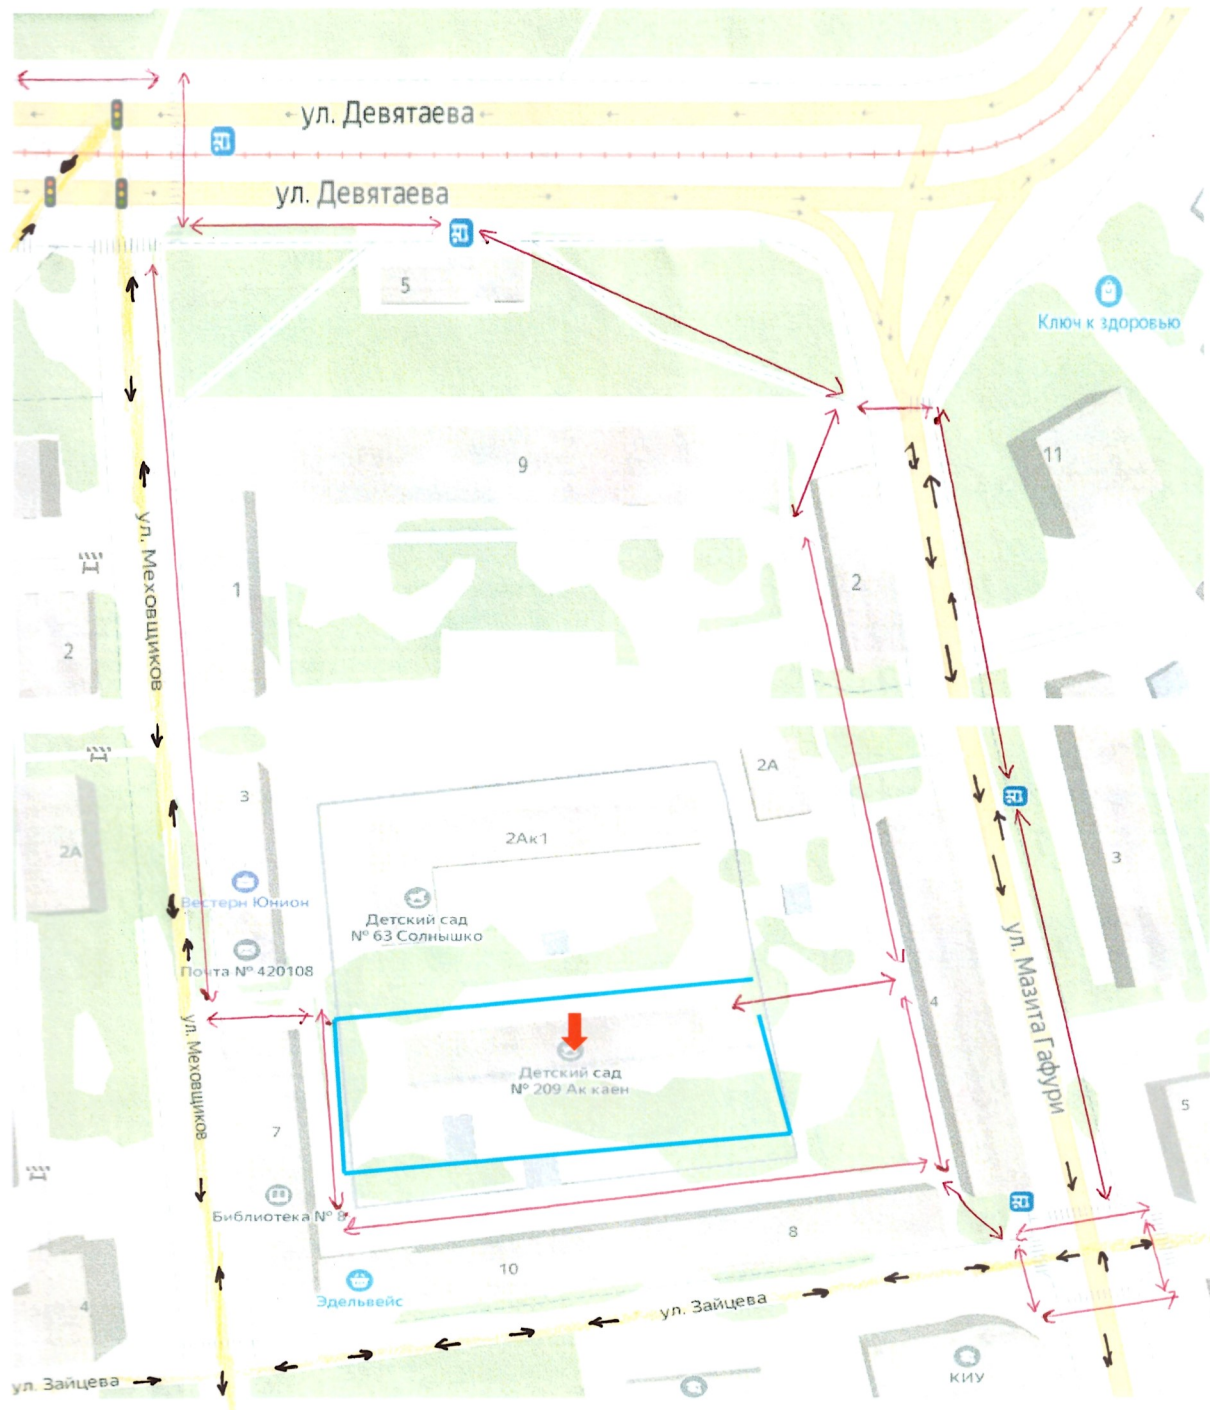 ул. Девятаева
ул. Девятаева
5
Ключ к здоровью
9
11
ул. Меховщиков
1
2
2
2А
3
2А
2Ак1
3
Вестерн Юнион
Детский сад
№ 63 Солнышко
Почта № 420108
4
ул. Мазита Гафури
ул. Меховщиков
Детский сад
№ 209 Ак каен
7
5
Библиотека № 8
8
10
Эдельвейс
4
ул. Зайцева
КИУ
ул. Зайцева